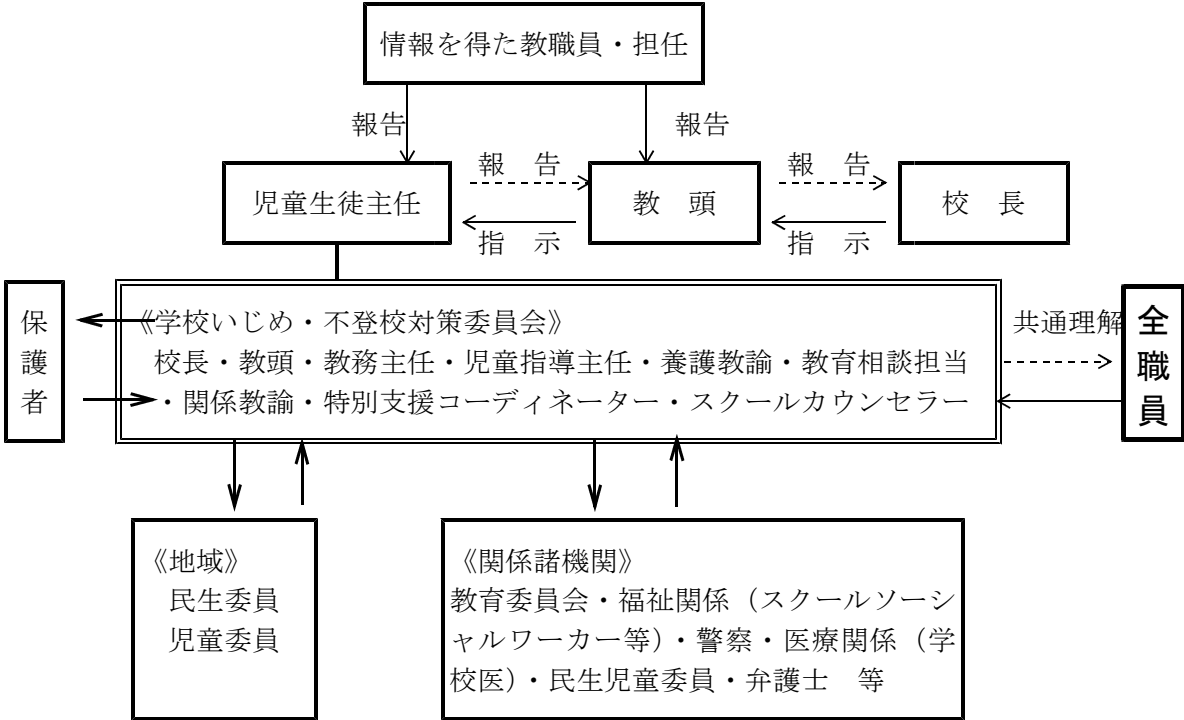 情報を得た教職員・担任
報告
報告
児童生徒主任
報　告
指　示
教　頭
報　告
指　示
校　長
保護者
《学校いじめ・不登校対策委員会》
校長・教頭・教務主任・児童指導主任・養護教諭・教育相談担当
・関係教諭・特別支援コーディネーター・スクールカウンセラー
共通理解
全職員
《地域》
民生委員
児童委員
《関係諸機関》
教育委員会・福祉関係（スクールソーシ
ャルワーカー等）・警察・医療関係（学
校医）・民生児童委員・弁護士　等